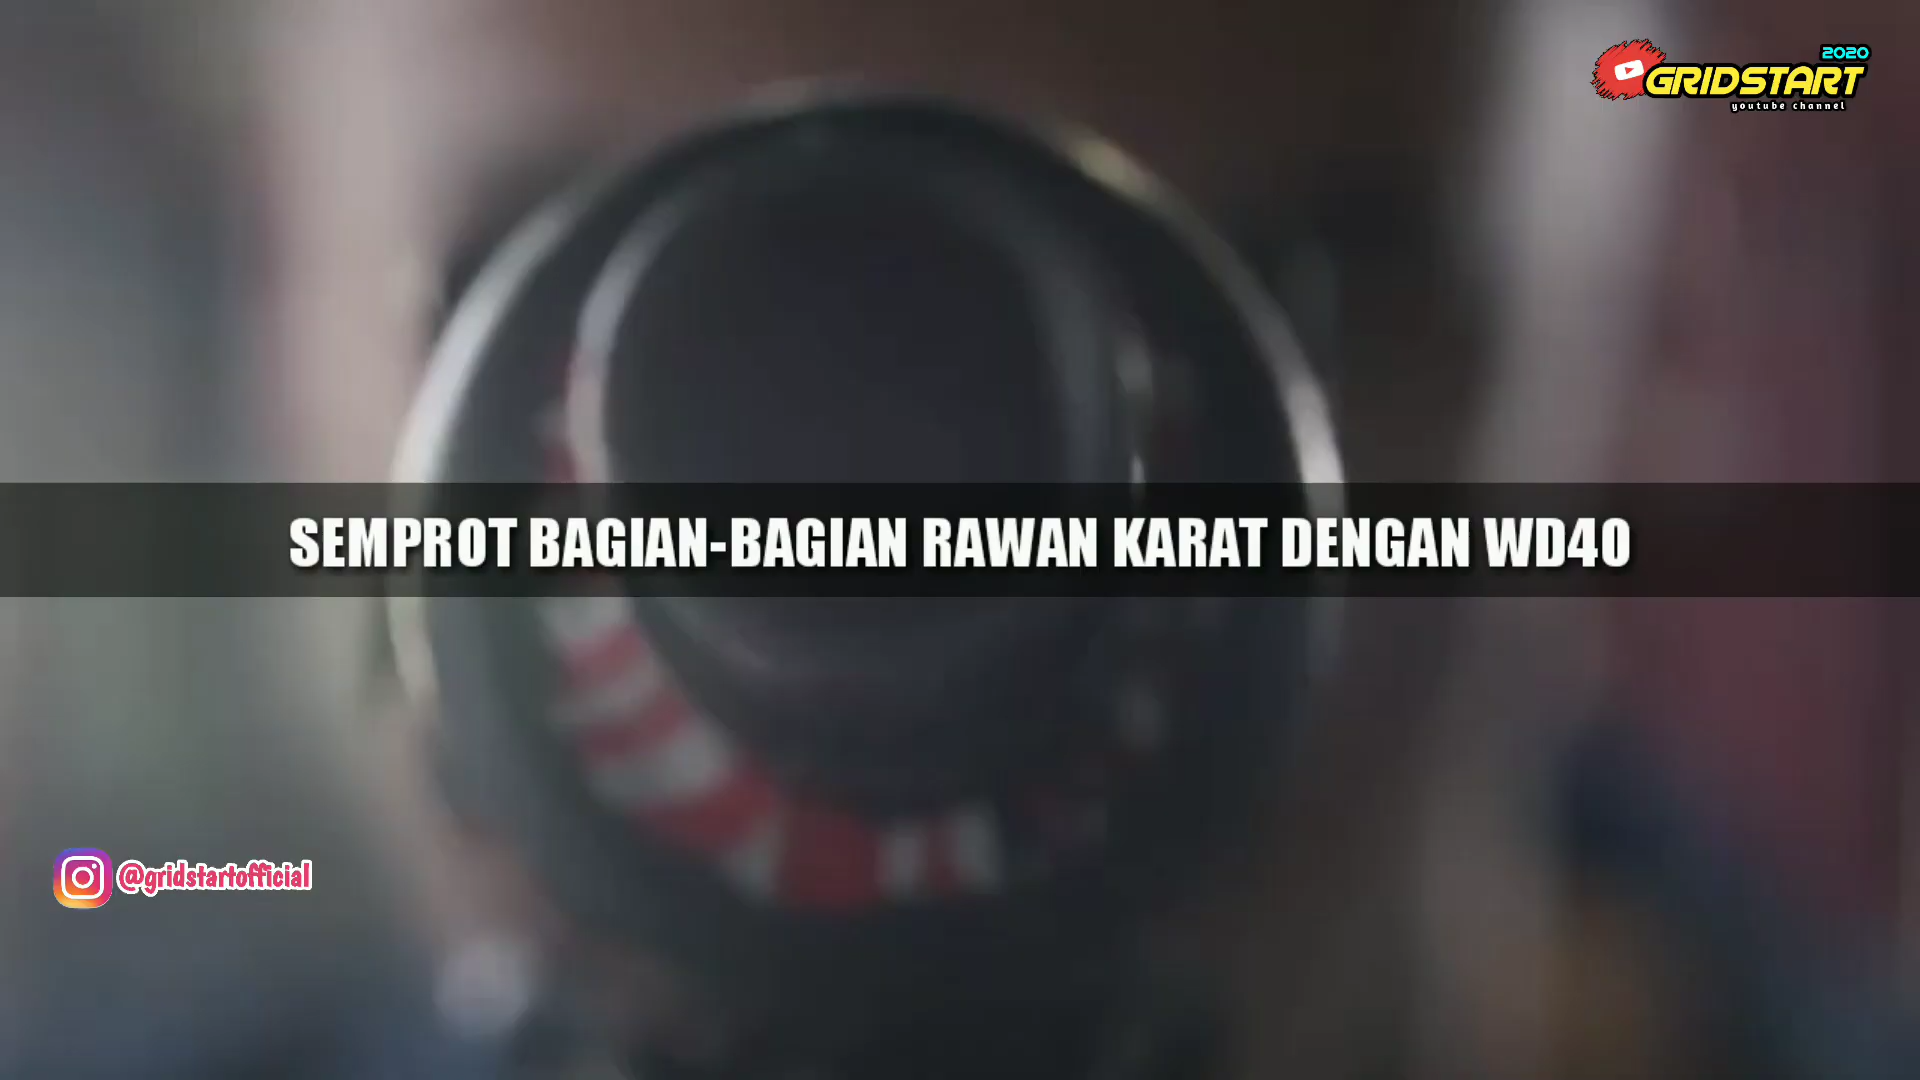 2020
GRIDSTART
youtube channel
SEMPROT BAGIAN-BAGIAN RAWAN KARAT DENGAN WD40
@gridstartofficial